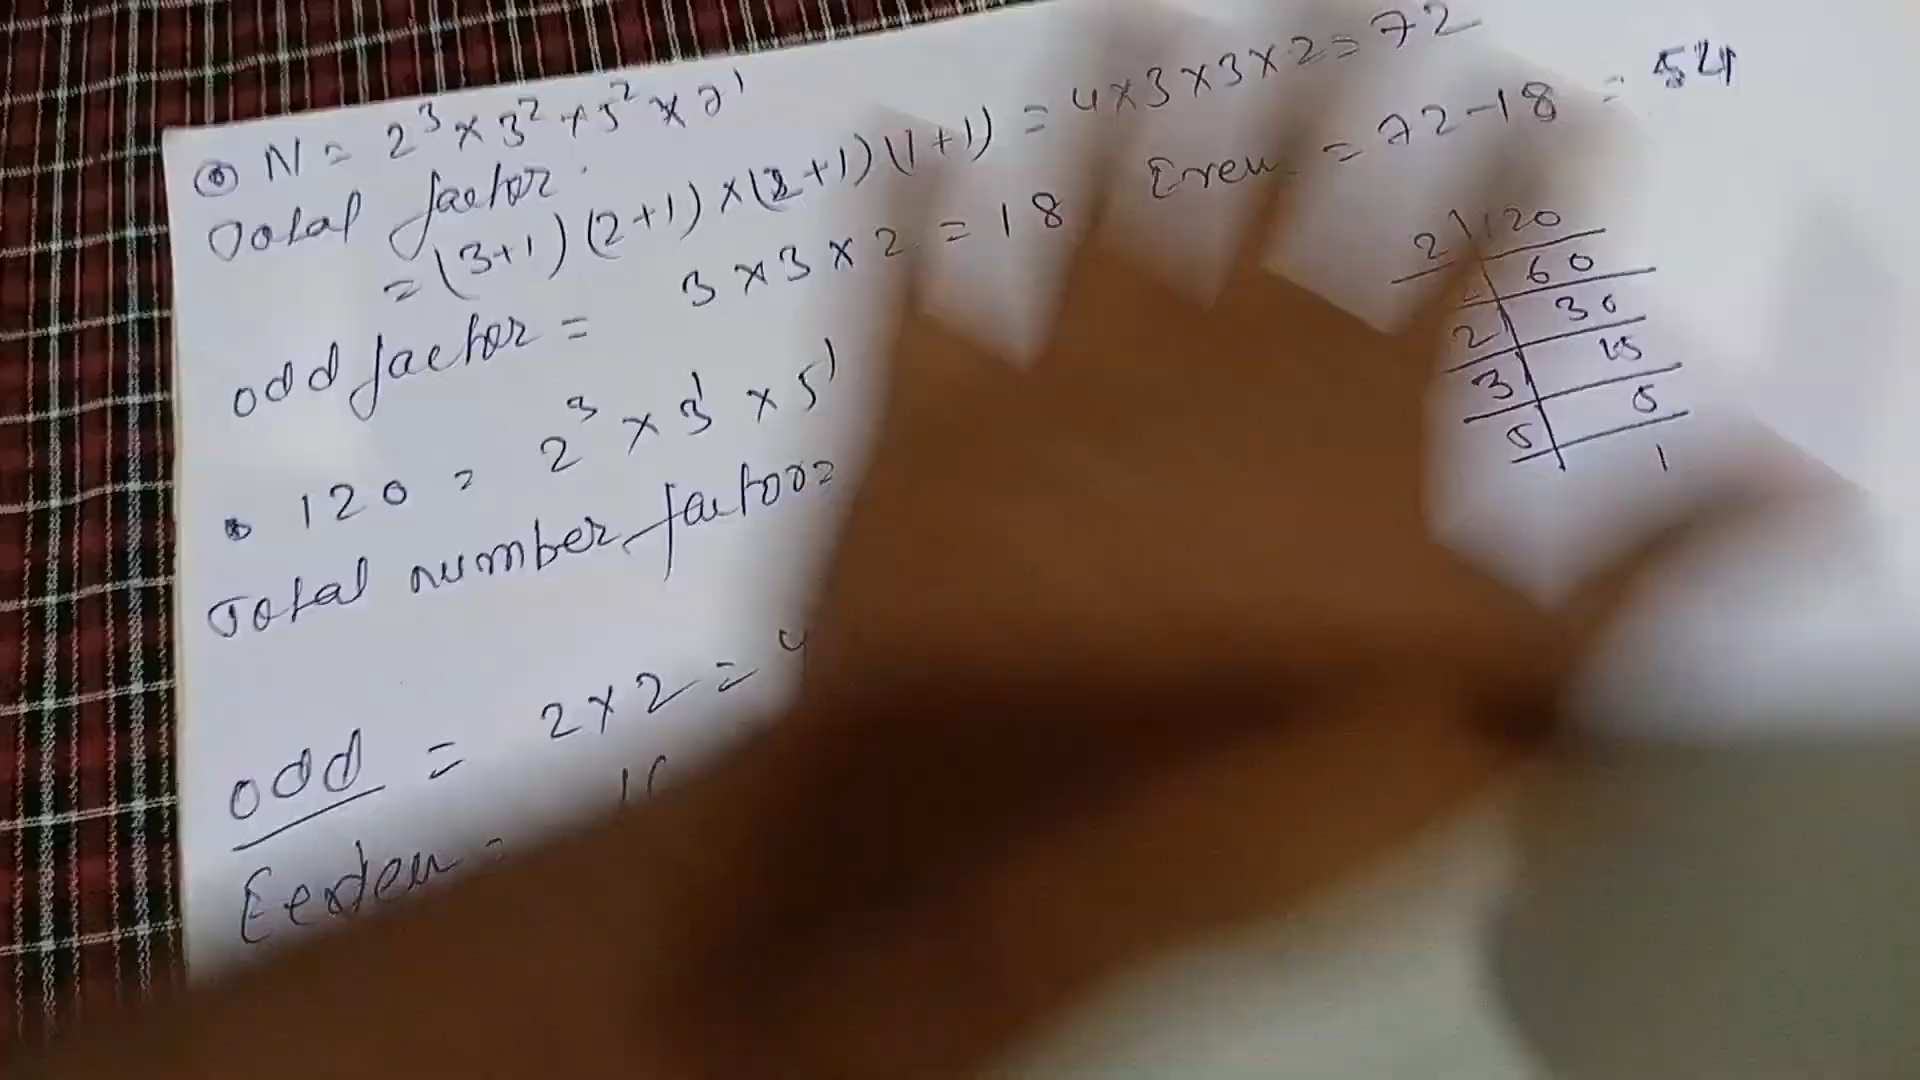 N = 2³ × 3² × 5² × 7¹
Total factor.
= (3+1) (2+1) × (2+1) (1+1) = 4×3×3×2 = 72
odd factor = 3 × 3 × 2 = 18 Even = 72-18 = 54
120 = 2³ × 3¹ × 5¹
Total number factor =
odd = 2×2 = 4
2 120
60
2 30
3 15
5 5
1